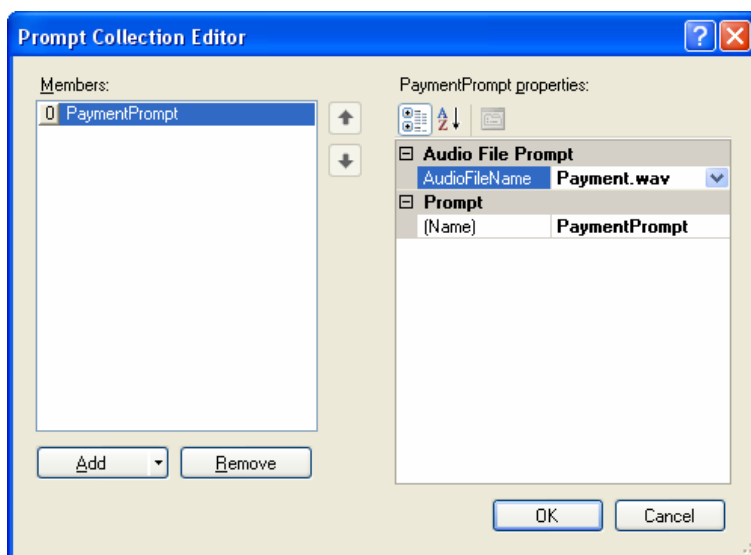 Prompt Collection Editor
Members:
0 PaymentPrompt
PaymentPrompt properties:
Audio File Prompt
AudioFileName Payment.wav
Prompt
(Name) PaymentPrompt
Add
Remove
OK
Cancel